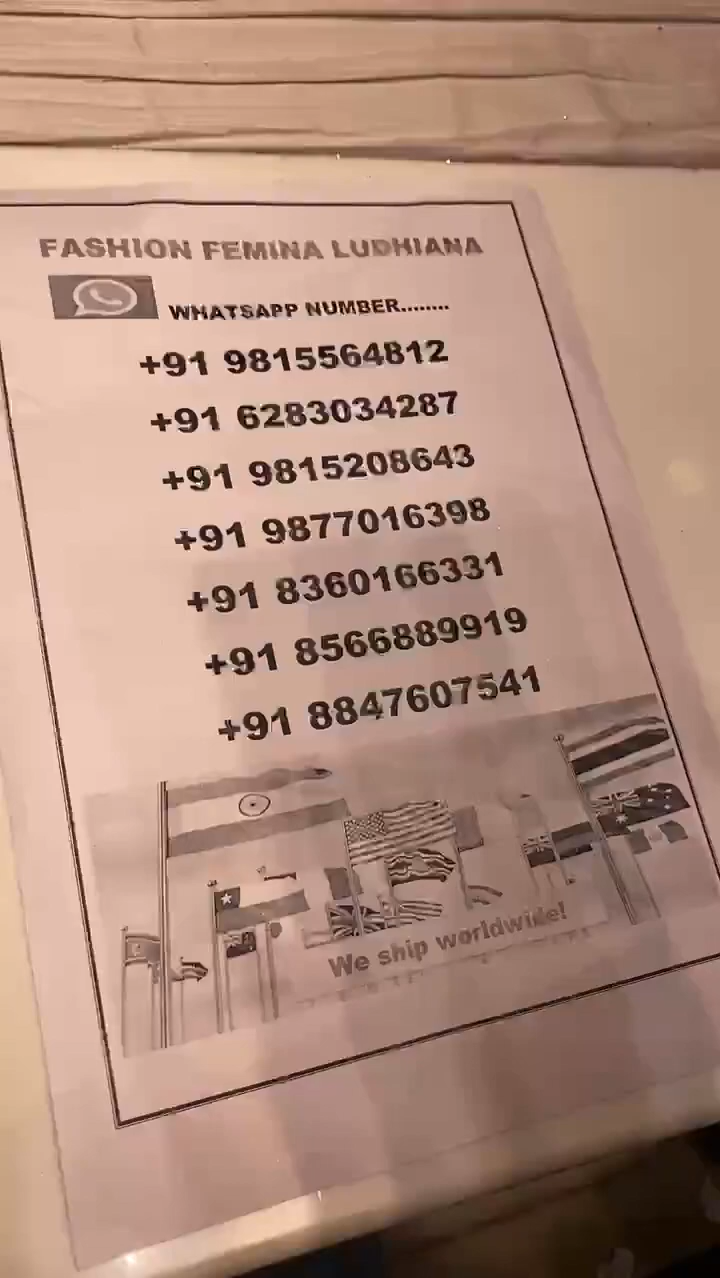 FASHION FEMINA LUDHIANA
WHATSAPP NUMBER........
+91 9815564812
+91 6283034287
+91 9815208643
+91 9877016398
+91 8360166331
+91 8566889919
+91 8847607541
We ship worldwide!